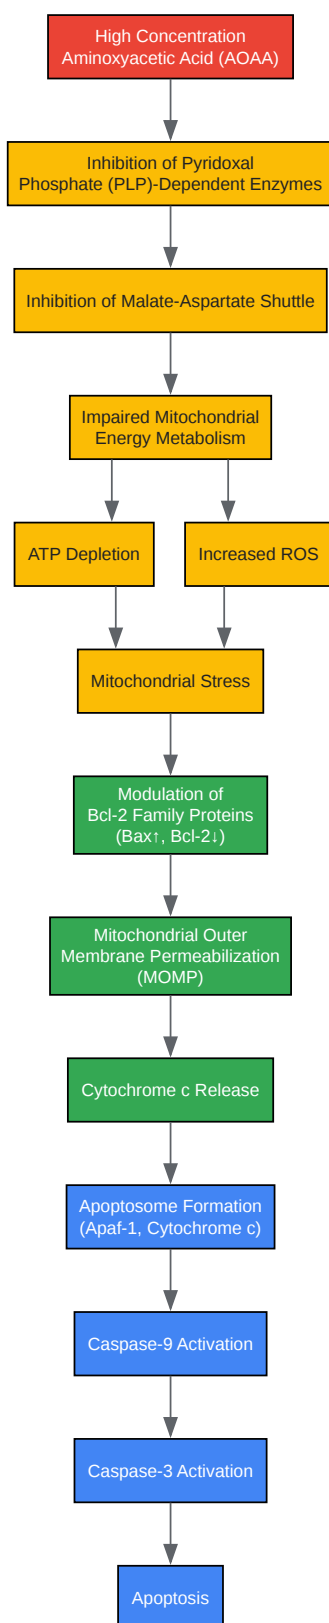 High Concentration
Aminoxyacetic Acid (AOAA)
Inhibition of Pyridoxal
Phosphate (PLP)-Dependent Enzymes
Inhibition of Malate-Aspartate Shuttle
Impaired Mitochondrial
Energy Metabolism
ATP Depletion
Increased ROS
Mitochondrial Stress
Modulation of
Bcl-2 Family Proteins
(Bax↑, Bcl-2↓)
Mitochondrial Outer
Membrane Permeabilization
(MOMP)
Cytochrome c Release
Apoptosome Formation
(Apaf-1, Cytochrome c)
Caspase-9 Activation
Caspase-3 Activation
Apoptosis